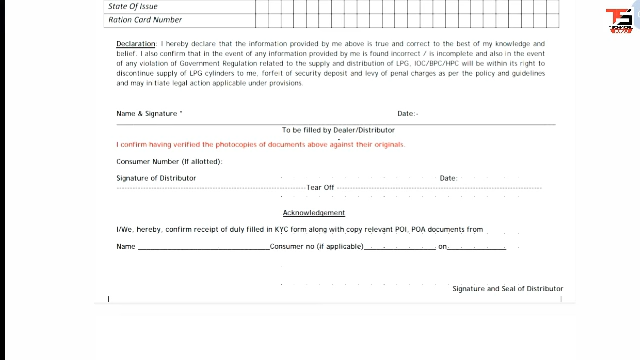 State Of Issue
Ration Card Number
Declaration: I hereby declare that the information provided by me above is true and correct to the best of my knowledge and
belief. I also confirm that in the event of any information provided by me is found incorrect / is incomplete and also in the event
of any violation of Government Regulation related to the supply and distribution of LPG, IOC/BPC/HPC will be within its right to
discontinue supply of LPG cylinders to me, forfeit of security deposit and levy of penal charges as per the policy and guidelines
and may in tiate legal action applicable under provisions.
Name & Signature * Date:-
To be filled by Dealer/Distributor
I confirm having verified the photocopies of documents above against their originals.
Consumer Number (If allotted):
Signature of Distributor Date:
Tear Off
Acknowledgement
I/We, hereby, confirm receipt of duly filled in KYC form along with copy relevant POI, POA documents from
Name Consumer no (if applicable) on
Signature and Seal of Distributor